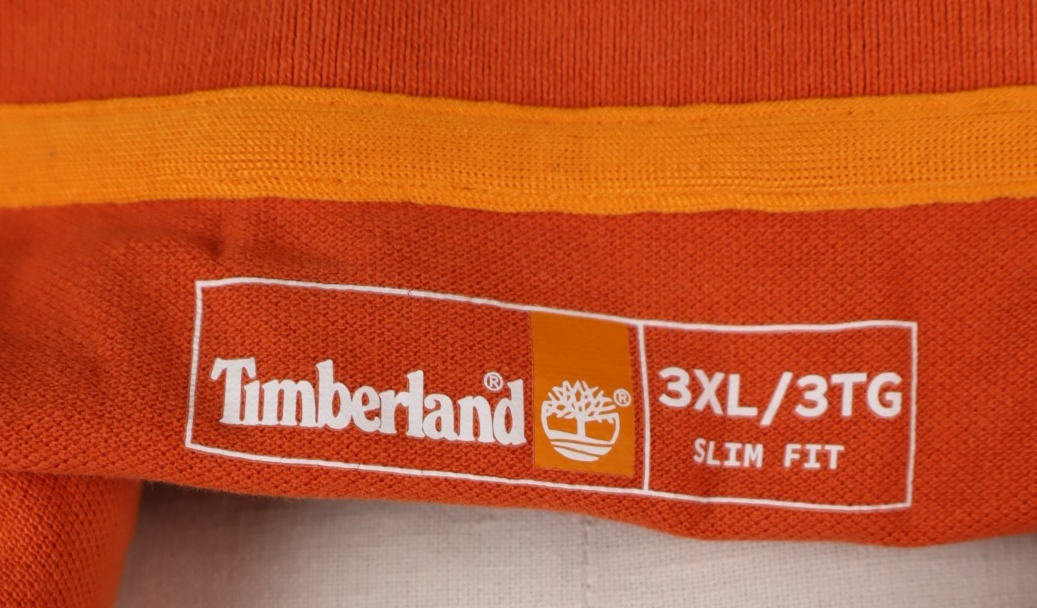 Timberland®
®
3XL/3TG
SLIM FIT